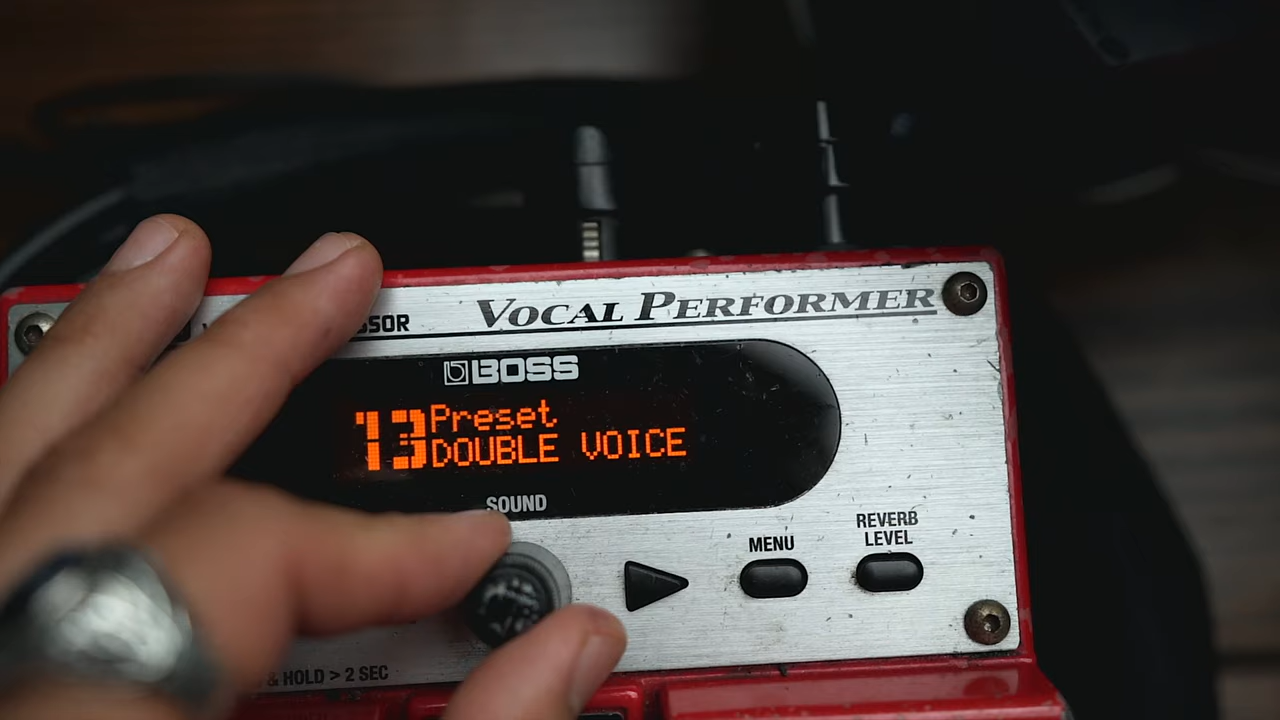 VOCAL PERFORMER
BOSS
13 Preset
DOUBLE VOICE
SOUND
MENU
REVERB
LEVEL
& HOLD > 2 SEC